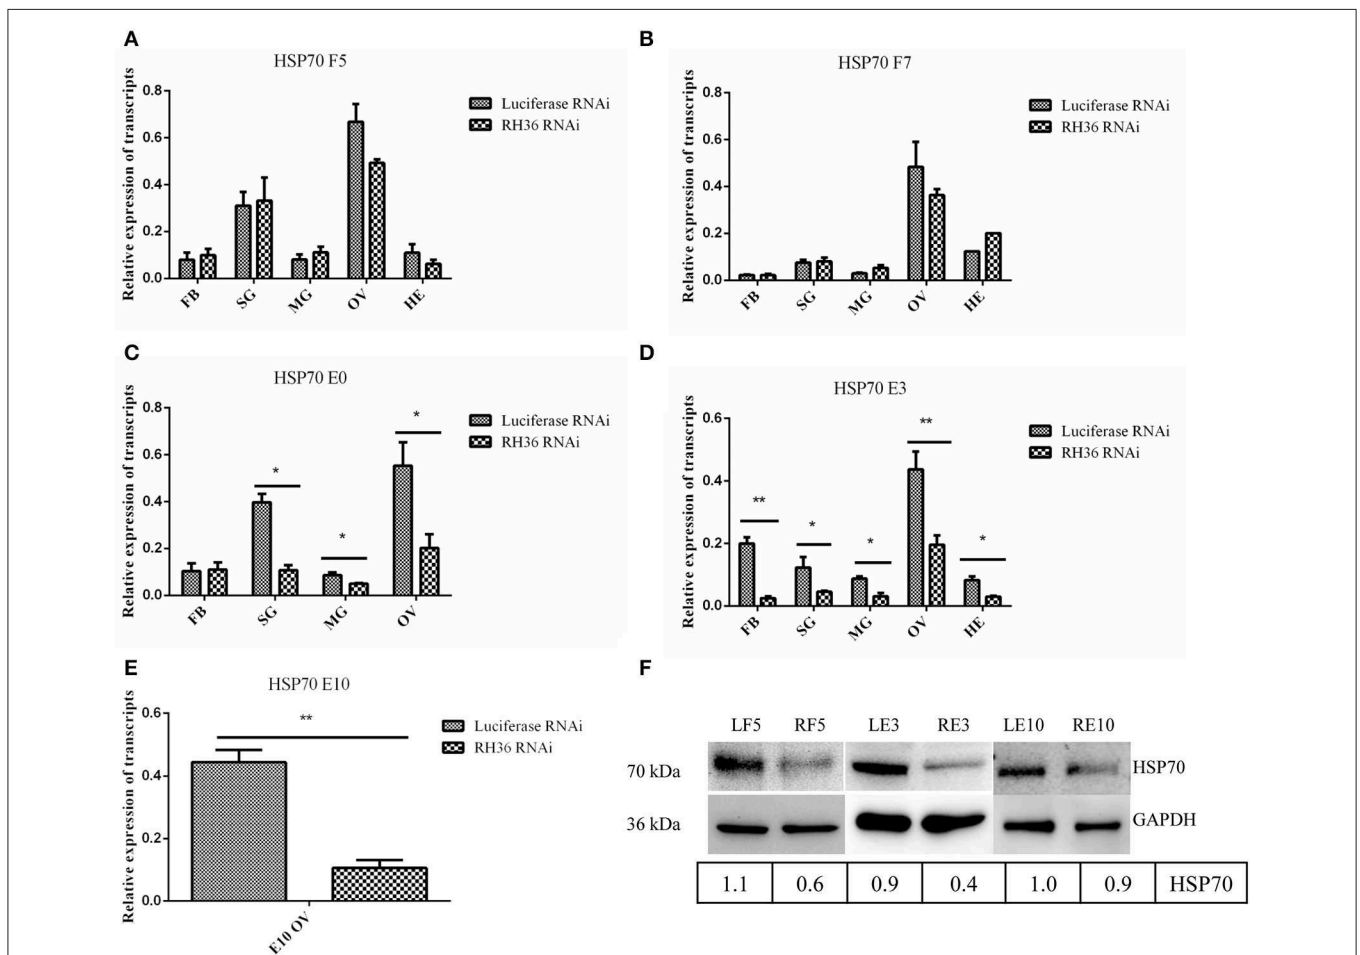 A
HSP70 F5
Relative expression of transcripts
0.8
0.6
0.4
0.2
0.0
FB
SG
MG
OV
HE
Luciferase RNAi
RH36 RNAi
B
HSP70 F7
Relative expression of transcripts
0.8
0.6
0.4
0.2
0.0
FB
SG
MG
OV
HE
Luciferase RNAi
RH36 RNAi
C
HSP70 E0
Relative expression of transcripts
0.8
0.6
0.4
0.2
0.0
*
*
*
FB
SG
MG
OV
Luciferase RNAi
RH36 RNAi
D
HSP70 E3
Relative expression of transcripts
0.6
0.4
0.2
0.0
**
*
*
**
*
FB
SG
MG
OV
HE
Luciferase RNAi
RH36 RNAi
E
HSP70 E10
Relative expression of transcripts
0.6
0.4
0.2
0.0
**
E10 OV
Luciferase RNAi
RH36 RNAi
F
LF5 RF5 LE3 RE3 LE10 RE10
70 kDa HSP70
36 kDa GAPDH
1.1 0.6 0.9 0.4 1.0 0.9 HSP70